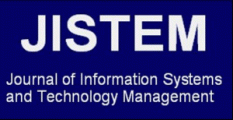 JISTEM
Journal of Information Systems
and Technology Management